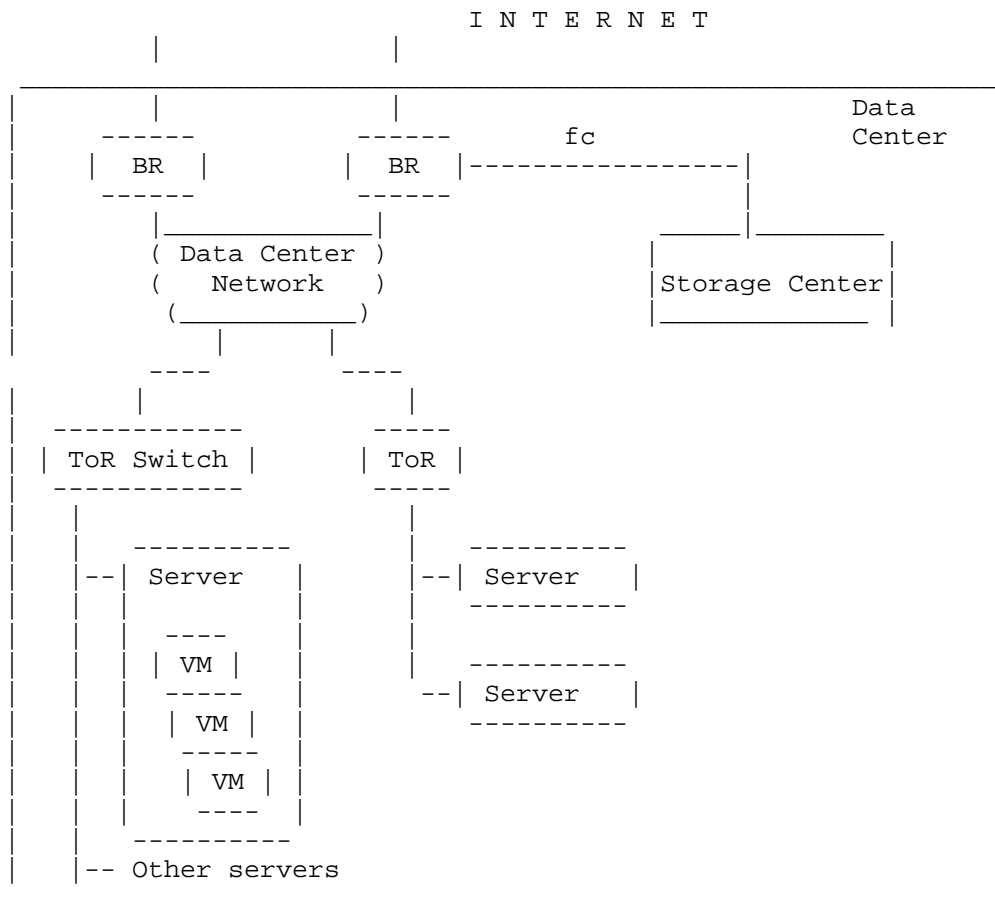 I N T E R N E T
Data
fc Center
BR BR
Data Center
Network Storage Center
ToR Switch ToR
Server Server
VM
Server
VM
VM
Other servers